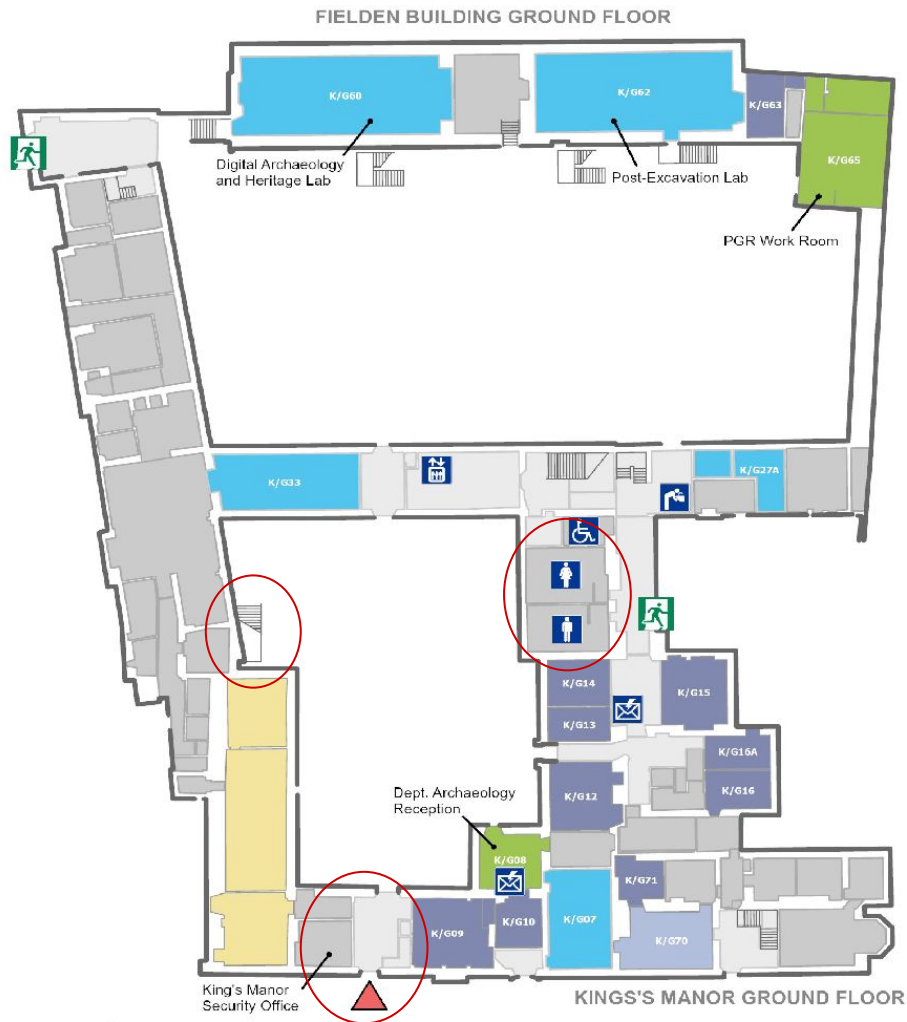 FIELDEN BUILDING GROUND FLOOR
K/G60
K/G62
K/G63
K/G65
Digital Archaeology
and Heritage Lab
Post-Excavation Lab
PGR Work Room
K/G33
K/G27A
K/G14
K/G13
K/G15
K/G16A
K/G16
K/G12
Dept. Archaeology
Reception
K/G08
K/G71
K/G09
K/G10
K/G07
K/G70
King's Manor
Security Office
KINGS'S MANOR GROUND FLOOR